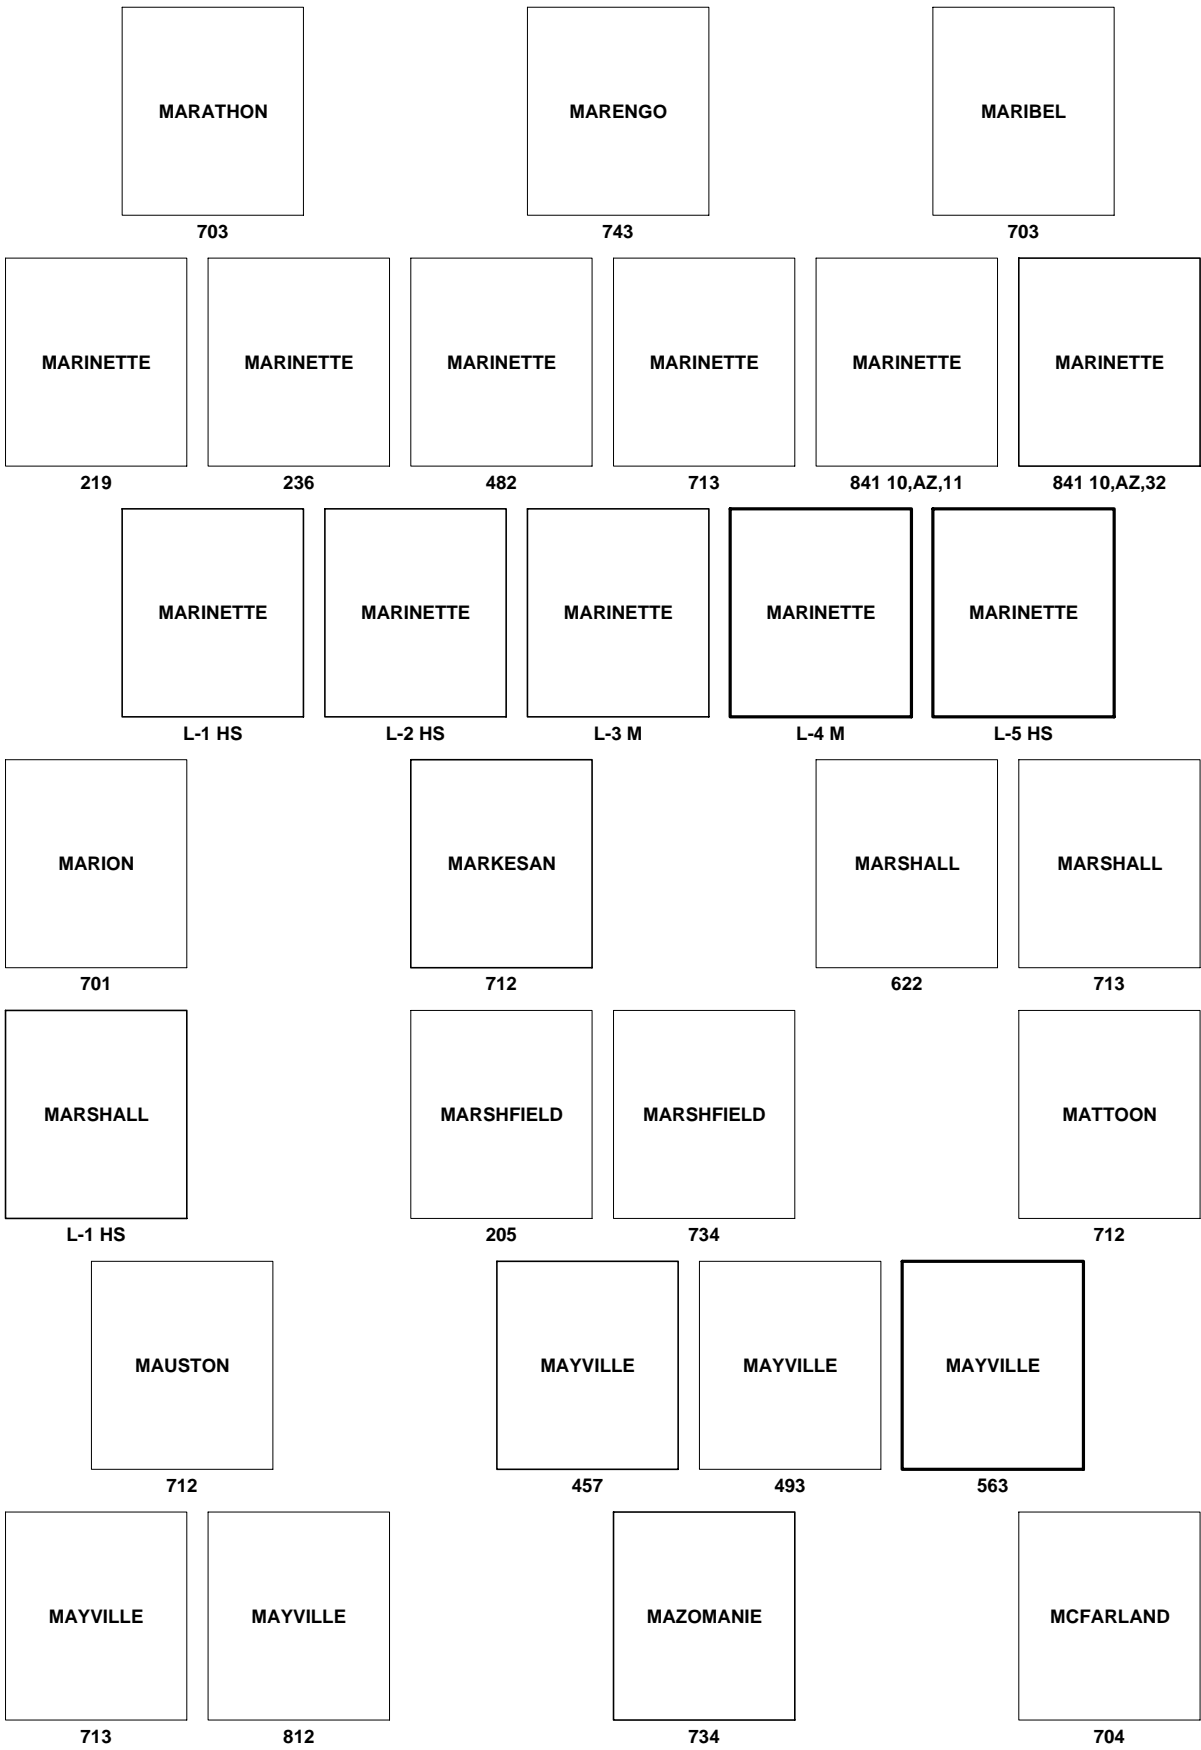 MARATHON MARENGO MARIBEL
703 743 703
MARINETTE MARINETTE MARINETTE MARINETTE MARINETTE MARINETTE
219 236 482 713 841 10,AZ,11 841 10,AZ,32
MARINETTE MARINETTE MARINETTE MARINETTE MARINETTE
L-1 HS L-2 HS L-3 M L-4 M L-5 HS
MARION MARKESAN MARSHALL MARSHALL
701 712 622 713
MARSHALL MARSHFIELD MARSHFIELD MATTOON
L-1 HS 205 734 712
MAUSTON MAYVILLE MAYVILLE MAYVILLE
712 457 493 563
MAYVILLE MAYVILLE MAZOMANIE MCFARLAND
713 812 734 704